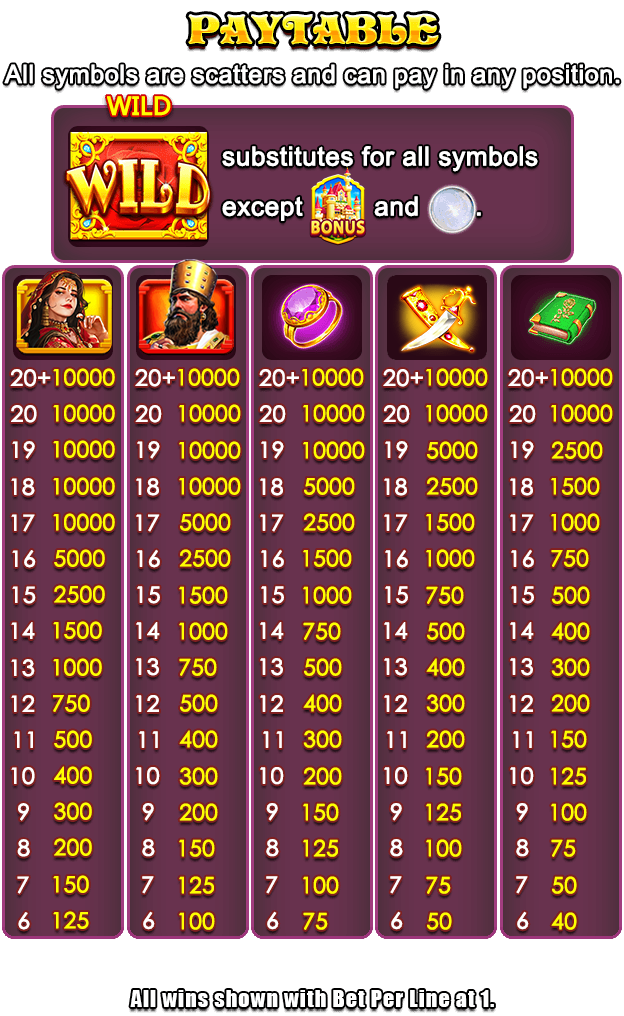 PAYTABLE
All symbols are scatters and can pay in any position.
WILD
WILD substitutes for all symbols
except BONUS and .
20+10000 20+10000 20+10000 20+10000 20+10000
20 10000 20 10000 20 10000 20 10000 20 10000
19 10000 19 10000 19 10000 19 5000 19 2500
18 10000 18 10000 18 5000 18 2500 18 1500
17 10000 17 5000 17 2500 17 1500 17 1000
16 5000 16 2500 16 1500 16 1000 16 750
15 2500 15 1500 15 1000 15 750 15 500
14 1500 14 1000 14 750 14 500 14 400
13 1000 13 750 13 500 13 400 13 300
12 750 12 500 12 400 12 300 12 200
11 500 11 400 11 300 11 200 11 150
10 400 10 300 10 200 10 150 10 125
9 300 9 200 9 150 9 125 9 100
8 200 8 150 8 125 8 100 8 75
7 150 7 125 7 100 7 75 7 50
6 125 6 100 6 75 6 50 6 40
All wins shown with Bet Per Line at 1.